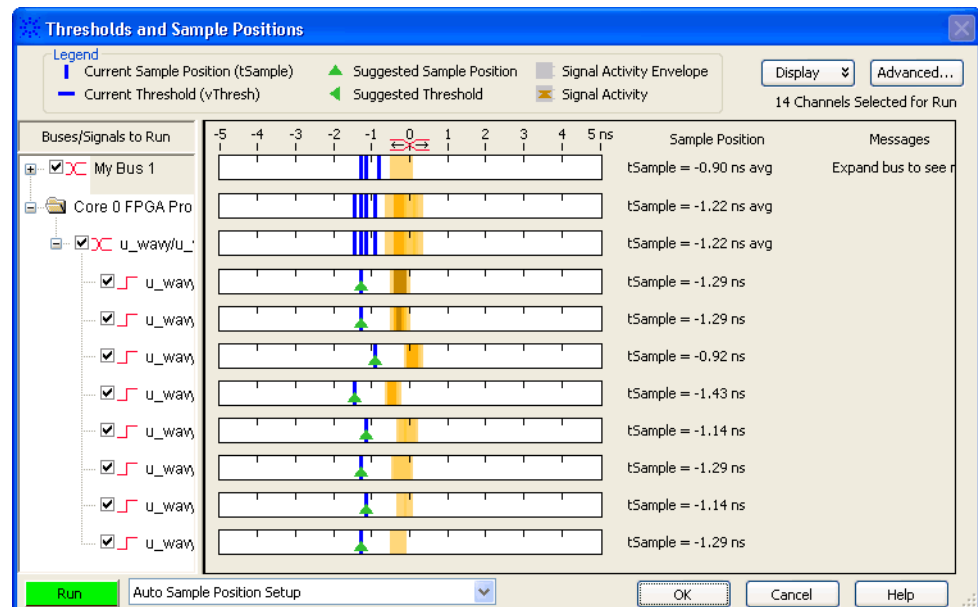 Thresholds and Sample Positions
Legend
Current Sample Position (tSample)
Suggested Sample Position
Signal Activity Envelope
Current Threshold (vThresh)
Suggested Threshold
Signal Activity
Display
Advanced...
14 Channels Selected for Run
Buses/Signals to Run
-5 -4 -3 -2 -1 0 1 2 3 4 5 ns
Sample Position
Messages
My Bus 1
tSample = -0.90 ns avg
Expand bus to see r
Core 0 FPGA Pro
tSample = -1.22 ns avg
u_wavy/u_
tSample = -1.22 ns avg
u_wavy
tSample = -1.29 ns
u_wavy
tSample = -1.29 ns
u_wavy
tSample = -0.92 ns
u_wavy
tSample = -1.43 ns
u_wavy
tSample = -1.14 ns
u_wavy
tSample = -1.29 ns
u_wavy
tSample = -1.14 ns
u_wavy
tSample = -1.29 ns
Run
Auto Sample Position Setup
OK
Cancel
Help